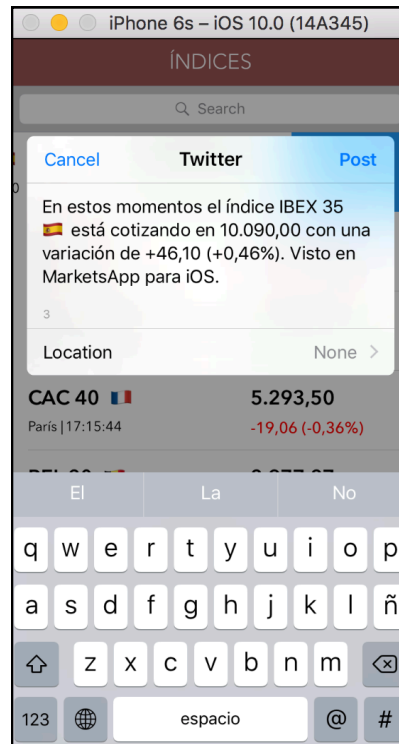 iPhone 6s – iOS 10.0 (14A345)
ÍNDICES
Search
Cancel Twitter Post
En estos momentos el índice IBEX 35
🇪🇸 está cotizando en 10.090,00 con una
variación de +46,10 (+0,46%). Visto en
MarketsApp para iOS.
3
Location None >
CAC 40 🇫🇷 5.293,50
París | 17:15:44 -19,06 (-0,36%)
El La No
q w e r t y u i o p
a s d f g h j k l ñ
z x c v b n m
123 espacio @ #